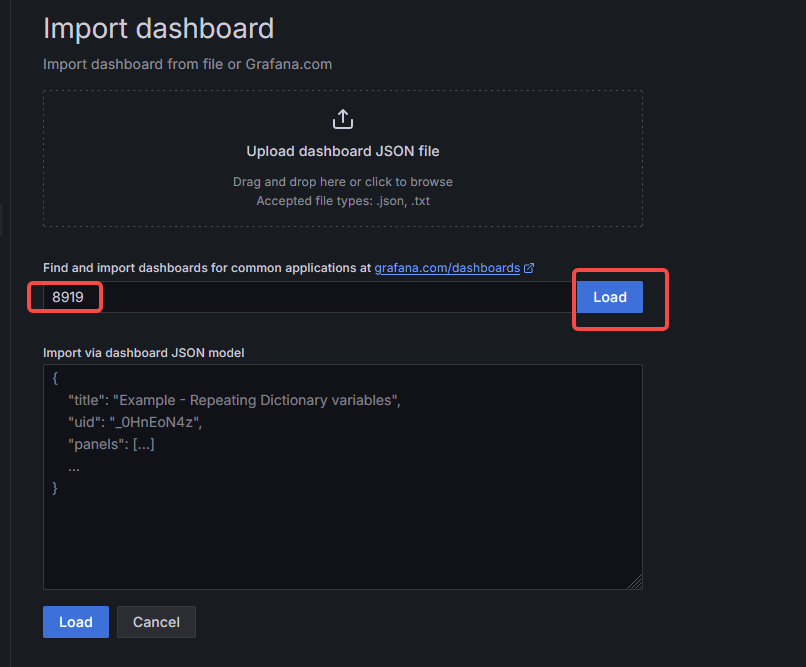 Import dashboard
Import dashboard from file or Grafana.com
Upload dashboard JSON file
Drag and drop here or click to browse
Accepted file types: .json, .txt
Find and import dashboards for common applications at grafana.com/dashboards
8919 Load
Import via dashboard JSON model
{
"title": "Example - Repeating Dictionary variables",
"uid": "_0HnEoN4z",
"panels": [...]
...
}
Load Cancel